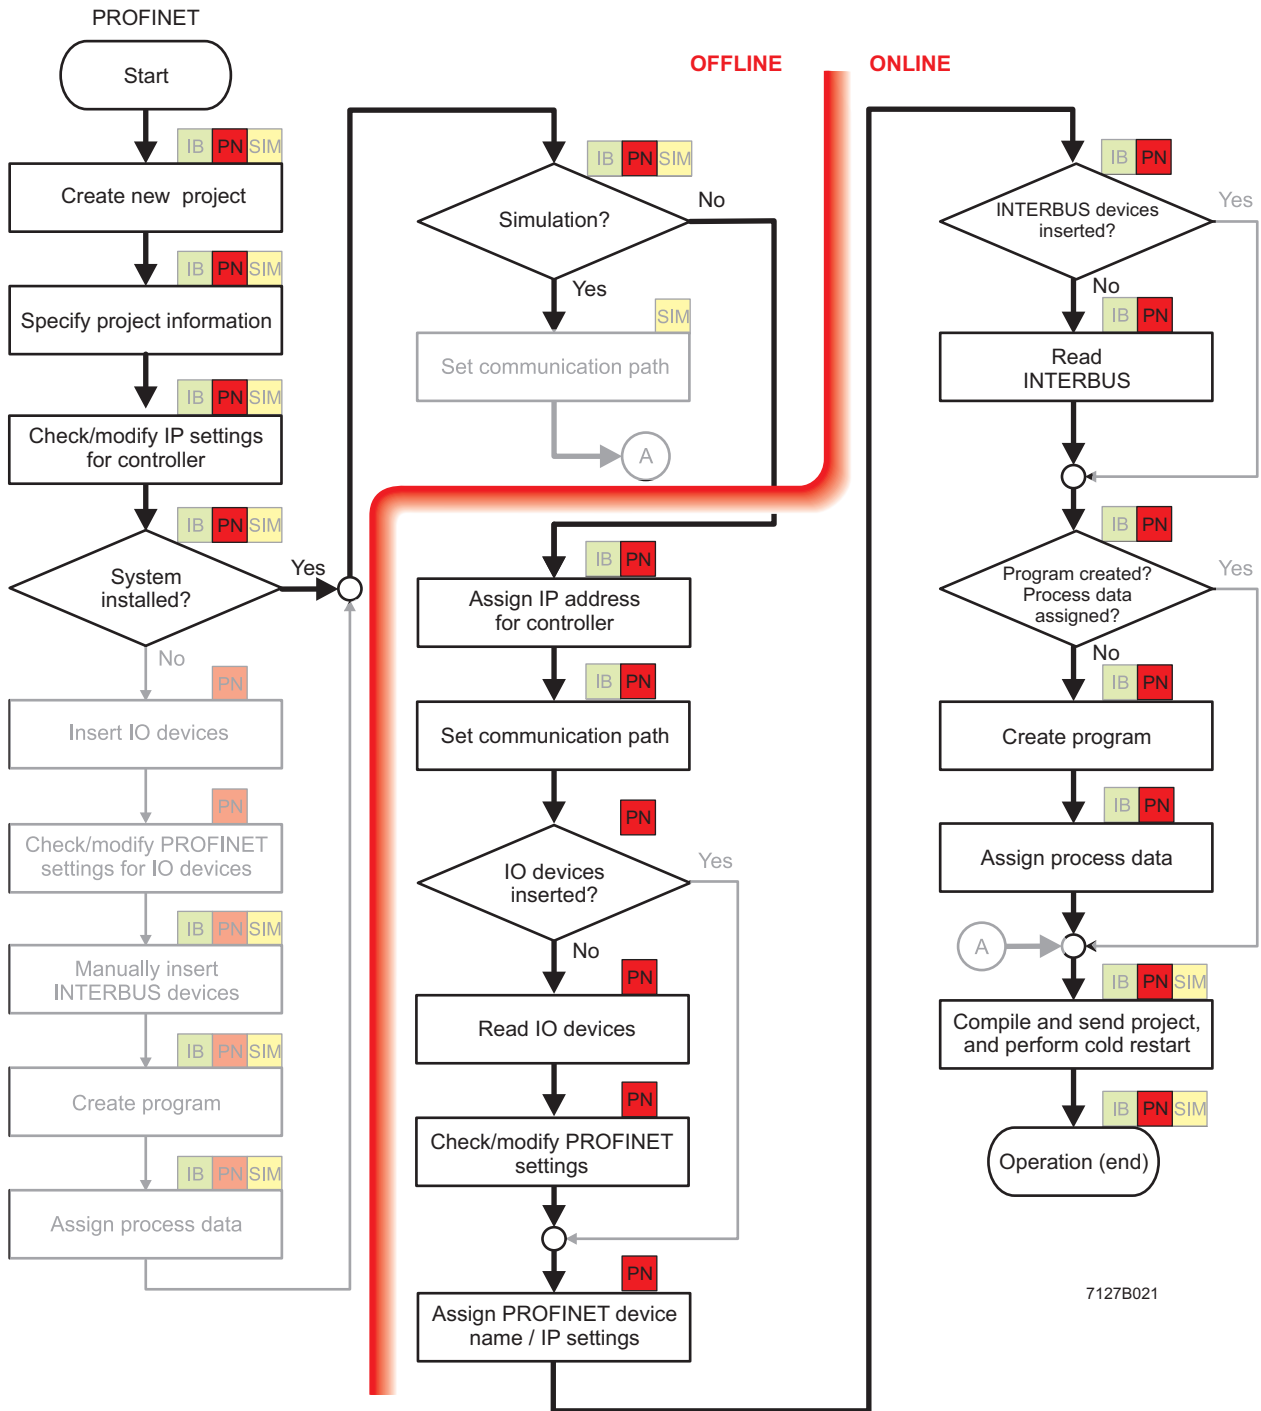 PROFINET
Start
IB PN SIM
Create new project
IB PN SIM
Specify project information
IB PN SIM
Check/modify IP settings
for controller
IB PN SIM
System
installed?
Yes
No
PN
Insert IO devices
PN
Check/modify PROFINET
settings for IO devices
IB PN SIM
Manually insert
INTERBUS devices
IB PN SIM
Create program
IB PN SIM
Assign process data
OFFLINE
ONLINE
IB PN SIM
Simulation?
No
Yes
SIM
Set communication path
A
IB PN
Assign IP address
for controller
IB PN
Set communication path
PN
IO devices
inserted?
Yes
No
PN
Read IO devices
PN
Check/modify PROFINET
settings
PN
Assign PROFINET device
name / IP settings
IB PN
INTERBUS devices
inserted?
Yes
No
IB PN
Read
INTERBUS
IB PN
Program created?
Process data
assigned?
Yes
No
IB PN
Create program
IB PN
Assign process data
A
IB PN SIM
Compile and send project,
and perform cold restart
IB PN SIM
Operation (end)
7127B021